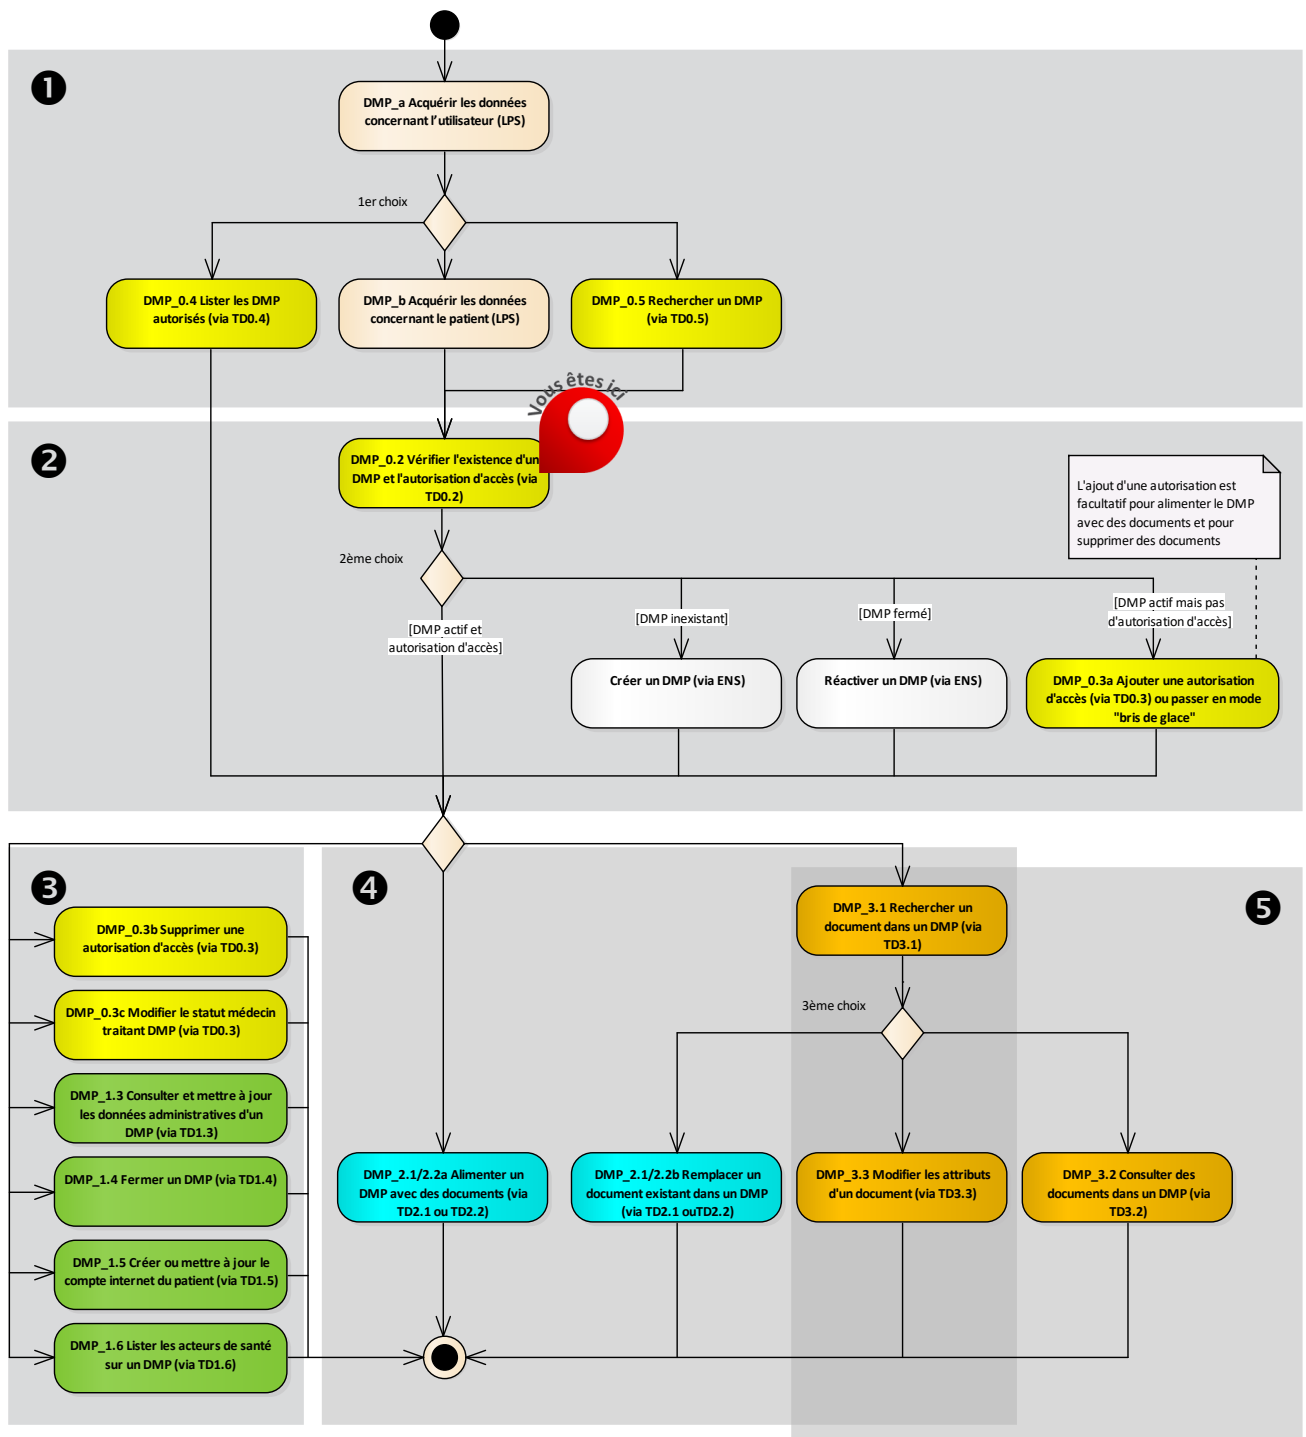 ❶
DMP_a Acquérir les données
concernant l'utilisateur (LPS)
1er choix
DMP_0.4 Lister les DMP
autorisés (via TD0.4)
DMP_b Acquérir les données
concernant le patient (LPS)
DMP_0.5 Rechercher un DMP
(via TD0.5)
Vous êtes ici
❷
DMP_0.2 Vérifier l'existence d'un
DMP et l'autorisation d'accès (via
TD0.2)
L'ajout d'une autorisation est
facultatif pour alimenter le DMP
avec des documents et pour
supprimer des documents
2ème choix
[DMP actif et
autorisation d'accès]
[DMP inexistant]
[DMP fermé]
[DMP actif mais pas
d'autorisation d'accès]
Créer un DMP (via ENS)
Réactiver un DMP (via ENS)
DMP_0.3a Ajouter une autorisation
d'accès (via TD0.3) ou passer en mode
"bris de glace"
❸
DMP_0.3b Supprimer une
autorisation d'accès (via TD0.3)
DMP_0.3c Modifier le statut médecin
traitant DMP (via TD0.3)
DMP_1.3 Consulter et mettre à jour
les données administratives d'un
DMP (via TD1.3)
DMP_1.4 Fermer un DMP (via TD1.4)
DMP_1.5 Créer ou mettre à jour le
compte internet du patient (via TD1.5)
DMP_1.6 Lister les acteurs de santé
sur un DMP (via TD1.6)
❹
❺
DMP_3.1 Rechercher un
document dans un DMP (via
TD3.1)
3ème choix
DMP_2.1/2.2a Alimenter un
DMP avec des documents (via
TD2.1 ou TD2.2)
DMP_2.1/2.2b Remplacer un
document existant dans un DMP
(via TD2.1 ouTD2.2)
DMP_3.3 Modifier les attributs
d'un document (via TD3.3)
DMP_3.2 Consulter des
documents dans un DMP (via
TD3.2)